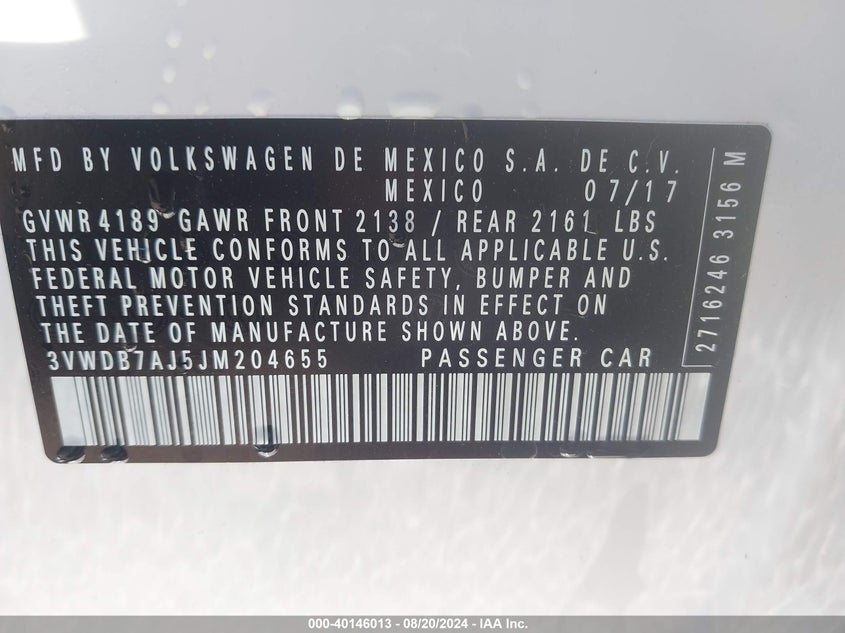 MFD BY VOLKSWAGEN DE MEXICO S.A. DE C.V.
MEXICO 07/17
GVWR 4189 GAWR FRONT 2138 / REAR 2161 LBS
THIS VEHICLE CONFORMS TO ALL APPLICABLE U.S.
FEDERAL MOTOR VEHICLE SAFETY, BUMPER AND
THEFT PREVENTION STANDARDS IN EFFECT ON
THE DATE OF MANUFACTURE SHOWN ABOVE.
3VWDB7AJ5JM204655 PASSENGER CAR
2716246 3156 M
000-40146013 - 08/20/2024 - IAA Inc.